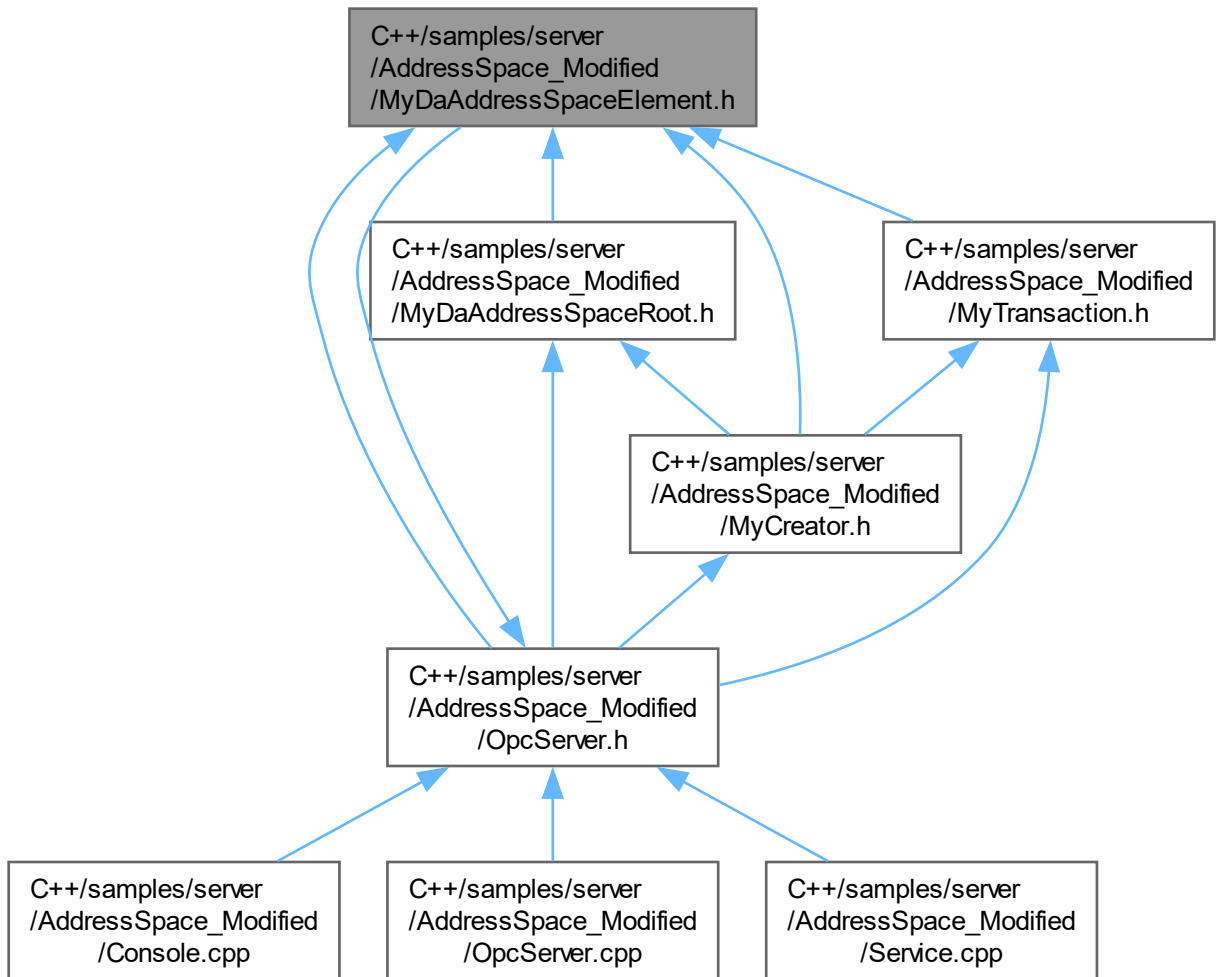 C++/samples/server
/AddressSpace_Modified
/MyDaAddressSpaceElement.h
C++/samples/server
/AddressSpace_Modified
/MyDaAddressSpaceRoot.h
C++/samples/server
/AddressSpace_Modified
/MyTransaction.h
C++/samples/server
/AddressSpace_Modified
/MyCreator.h
C++/samples/server
/AddressSpace_Modified
/OpcServer.h
C++/samples/server
/AddressSpace_Modified
/Console.cpp
C++/samples/server
/AddressSpace_Modified
/OpcServer.cpp
C++/samples/server
/AddressSpace_Modified
/Service.cpp